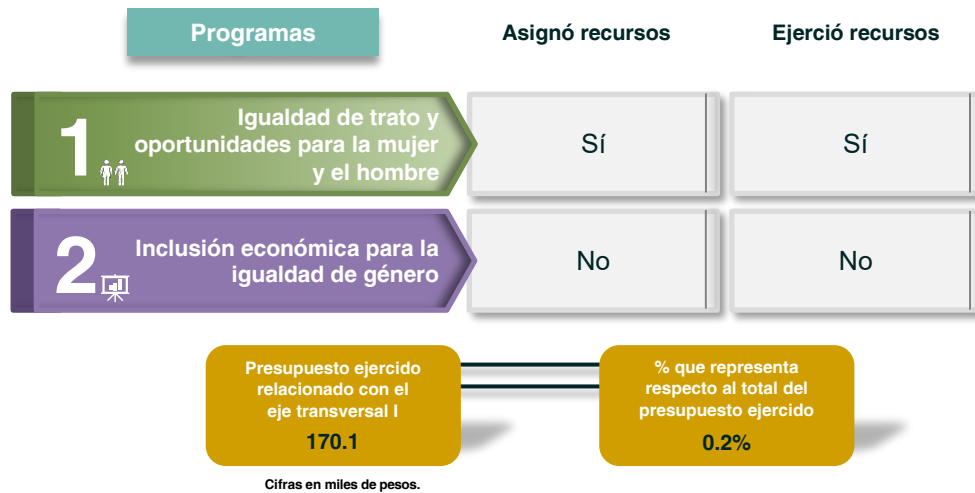 Programas
Asignó recursos
Ejerció recursos
1
Igualdad de trato y
oportunidades para la mujer
y el hombre
Sí
Sí
2
Inclusión económica para la
igualdad de género
No
No
Presupuesto ejercido
relacionado con el
eje transversal I
170.1
% que representa
respecto al total del
presupuesto ejercido
0.2%
Cifras en miles de pesos.